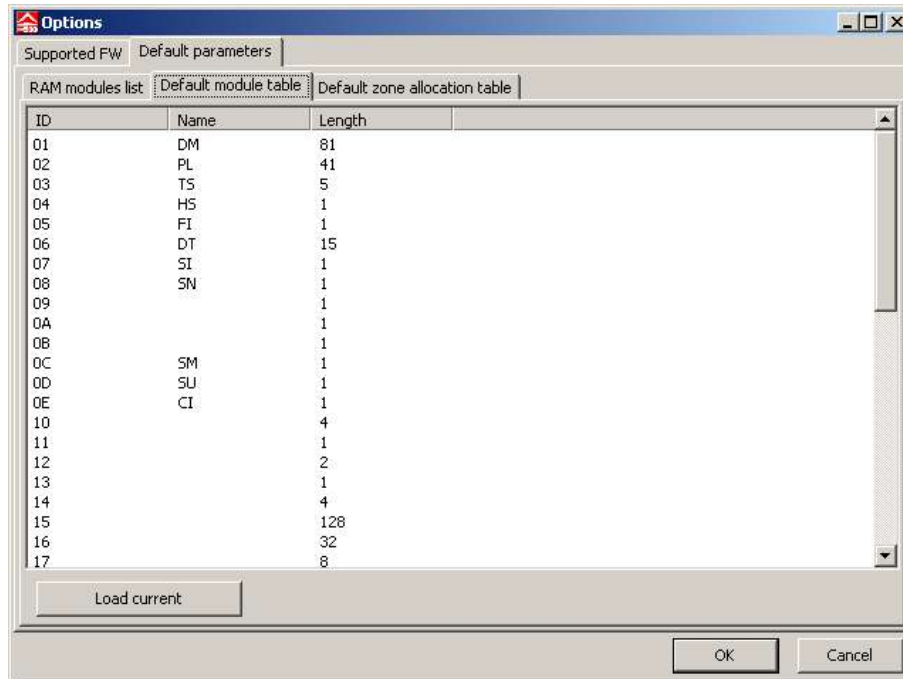 Options
Supported FW Default parameters
RAM modules list Default module table Default zone allocation table
ID Name Length
01 DM 81
02 PL 41
03 TS 5
04 HS 1
05 FI 1
06 DT 15
07 SI 1
08 SN 1
09 1
0A 1
0B 1
0C SM 1
0D SU 1
0E CI 1
10 4
11 1
12 2
13 1
14 4
15 128
16 32
17 8
Load current
OK Cancel